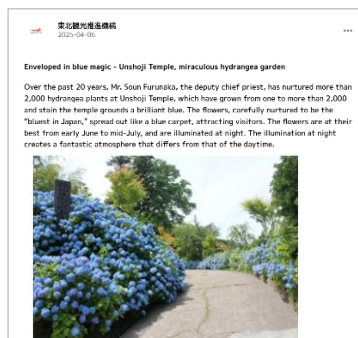 東北観光推進機構
2025-04-06
Enveloped in blue magic - Unshoji Temple, miraculous hydrangea garden
Over the past 20 years, Mr. Soun Furunaka, the deputy chief priest, has nurtured more than
2,000 hydrangea plants at Unshoji Temple, which have grown from one to more than 2,000
and stain the temple grounds a brilliant blue. The flowers, carefully nurtured to be the
"bluest in Japan," spread out like a blue carpet, attracting visitors. The flowers are at their
best from early June to mid-July, and are illuminated at night. The illumination at night
creates a fantastic atmosphere that differs from that of the daytime.